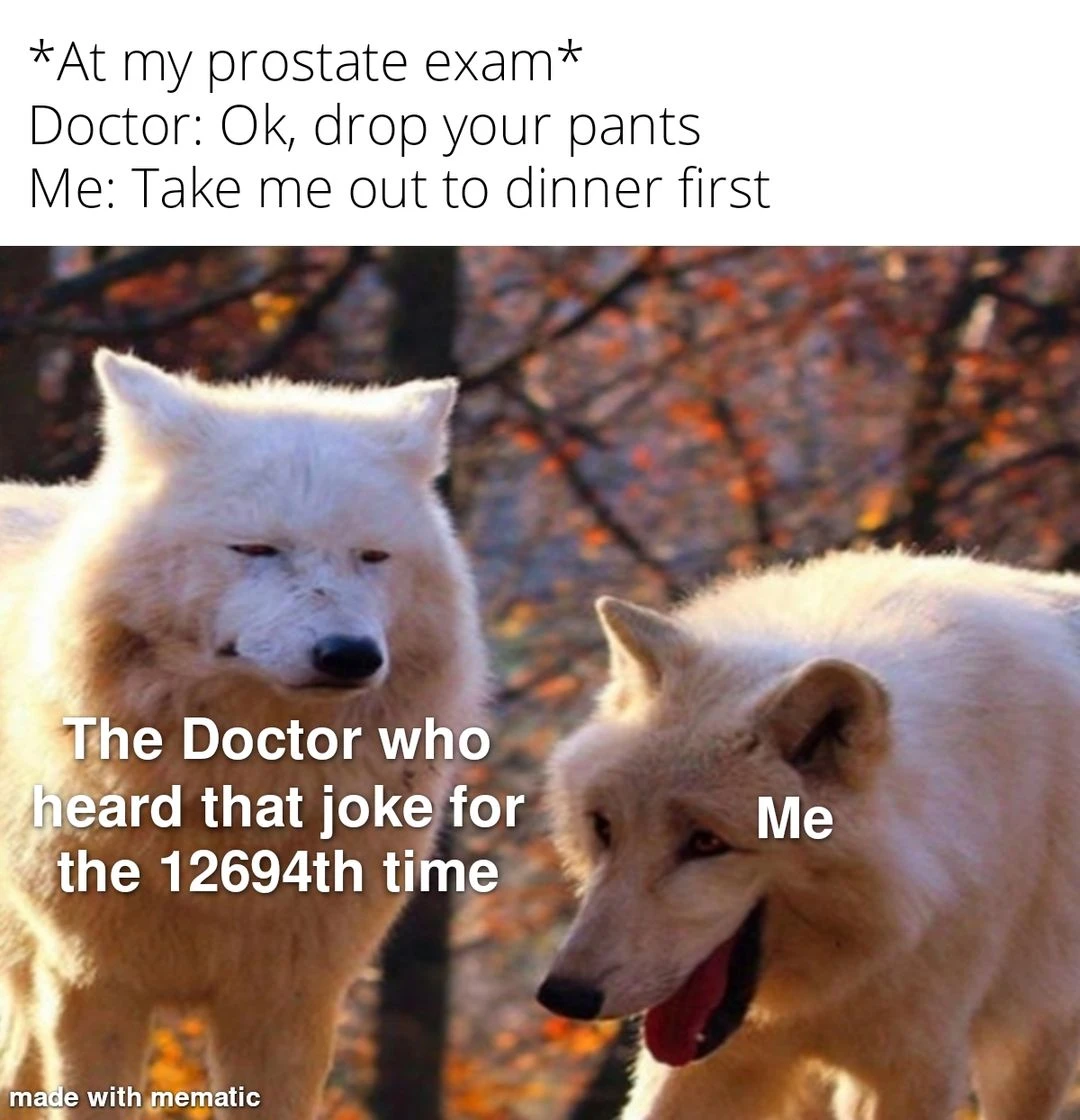 *At my prostate exam*
Doctor: Ok, drop your pants
Me: Take me out to dinner first
The Doctor who
heard that joke for
the 12694th time
Me
made with mematic